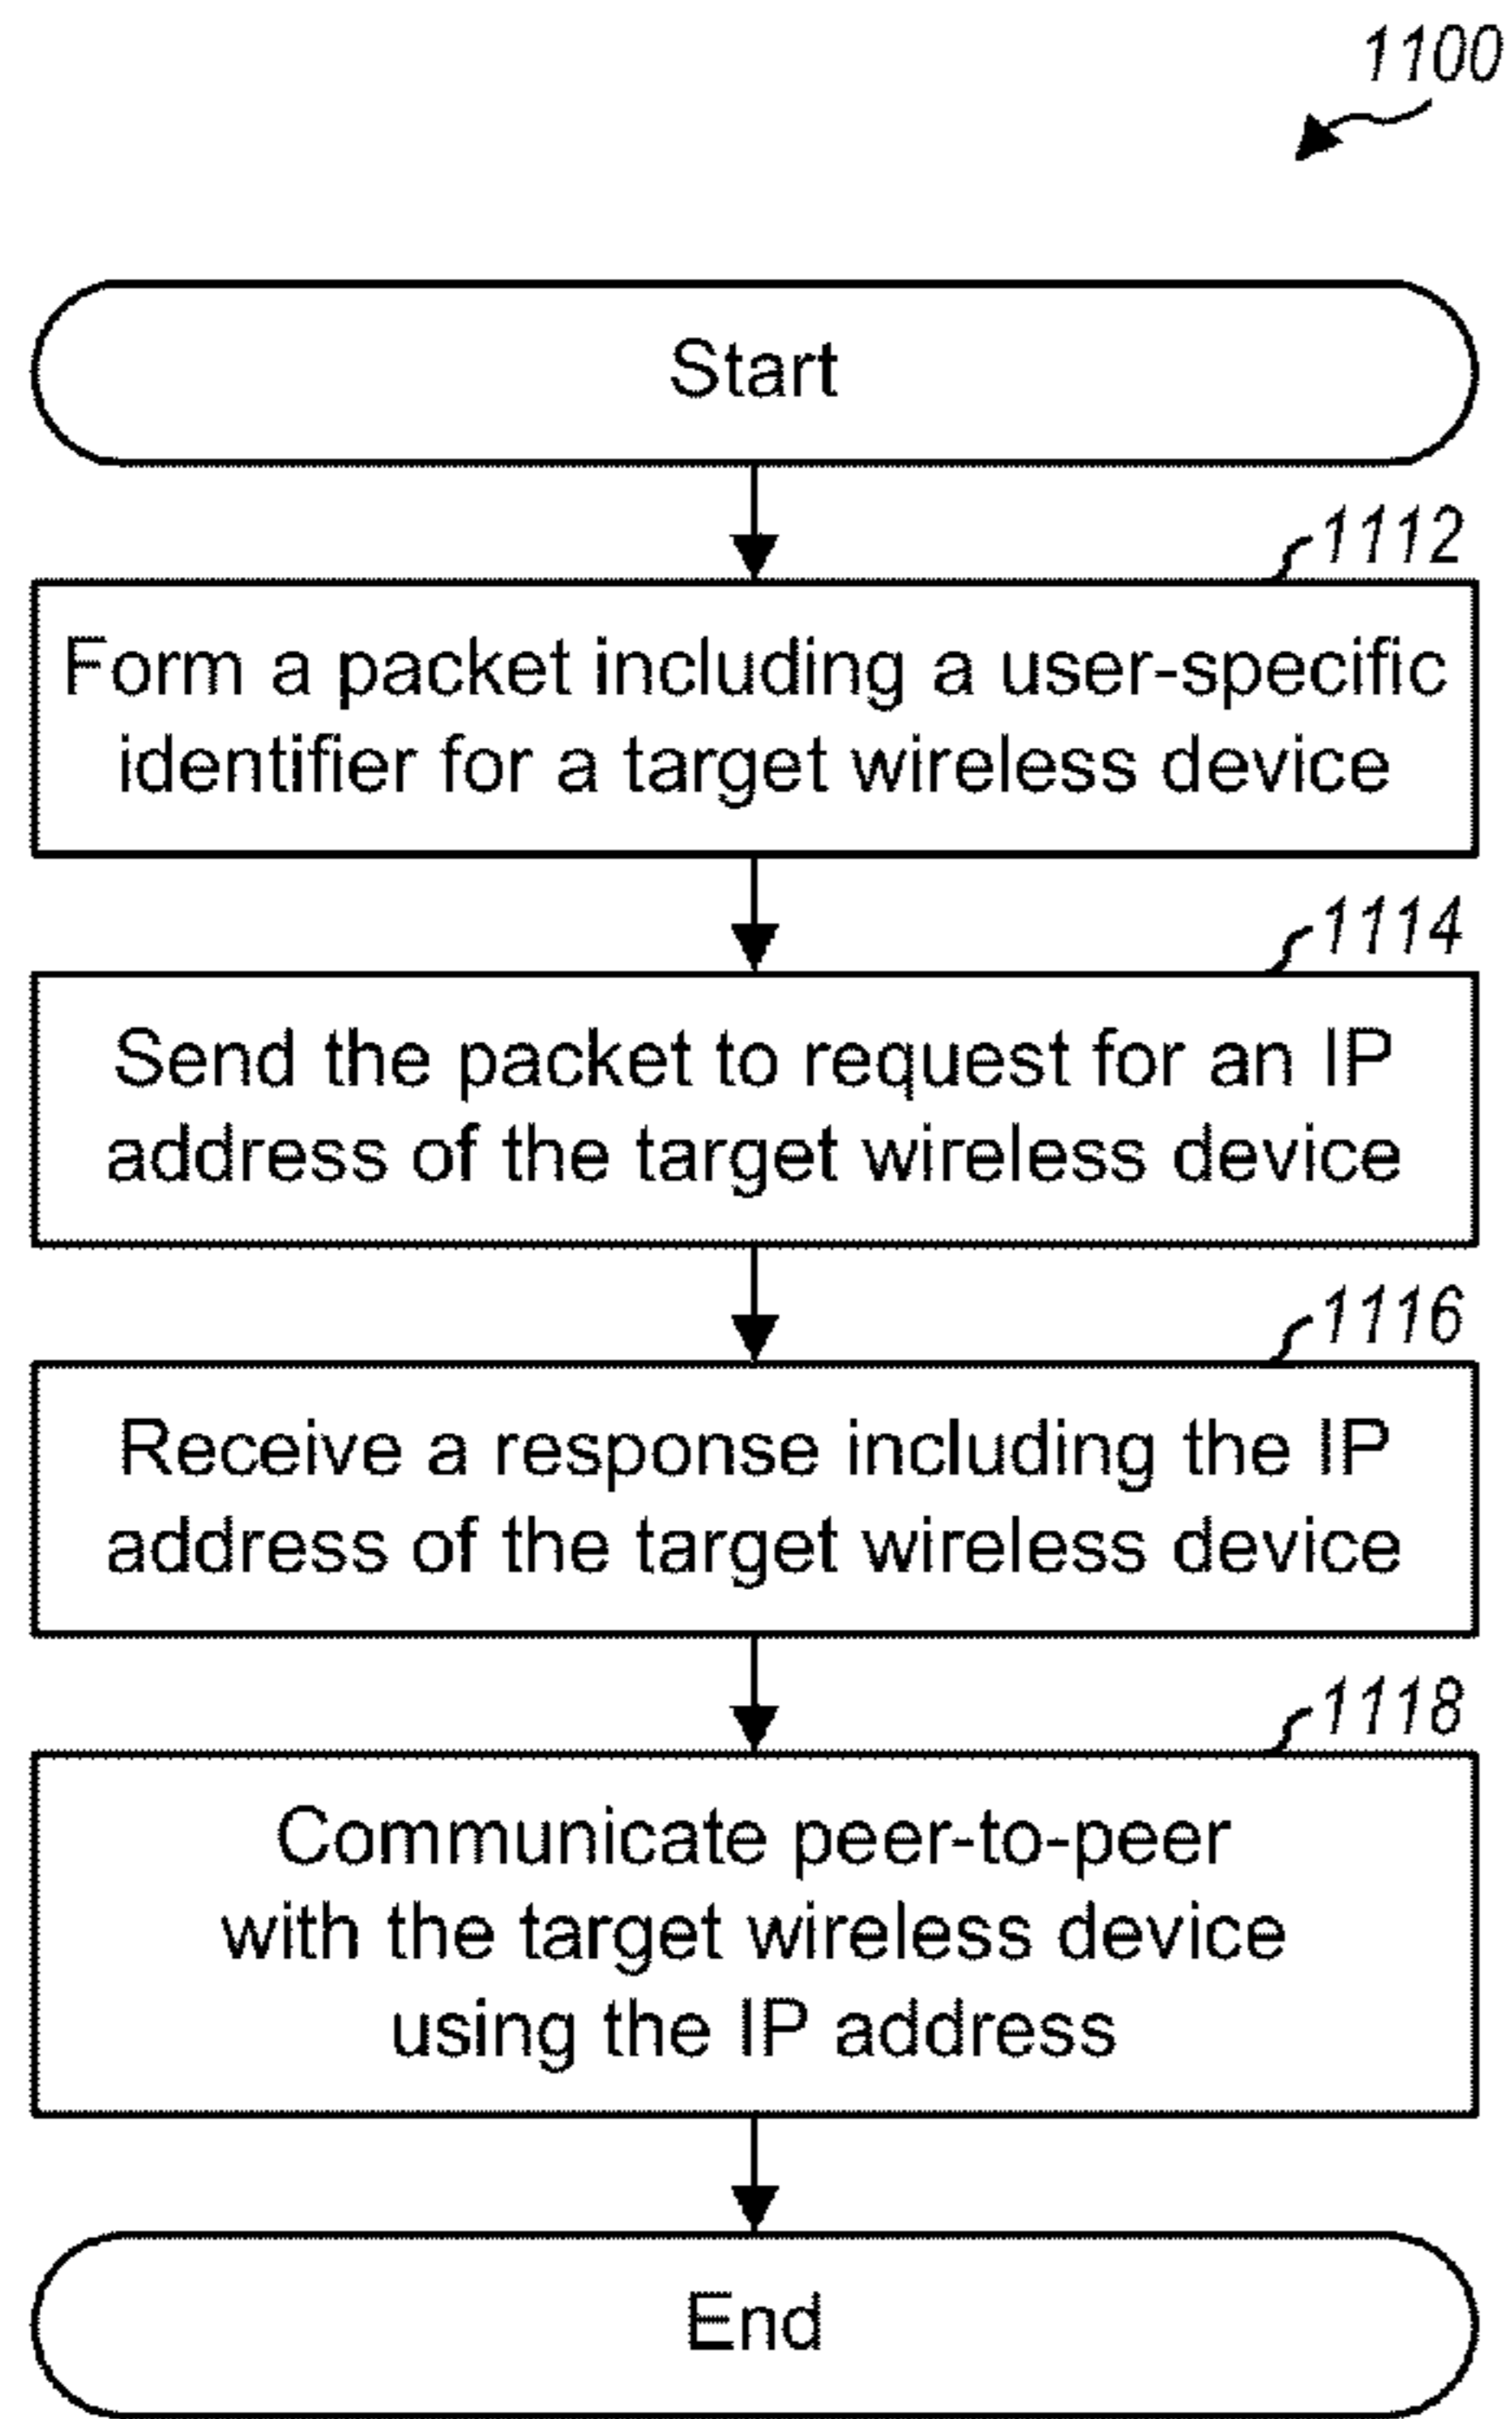 1100
Start
1112
Form a packet including a user-specific
identifier for a target wireless device
1114
Send the packet to request for an IP
address of the target wireless device
1116
Receive a response including the IP
address of the target wireless device
1118
Communicate peer-to-peer
with the target wireless device
using the IP address
End